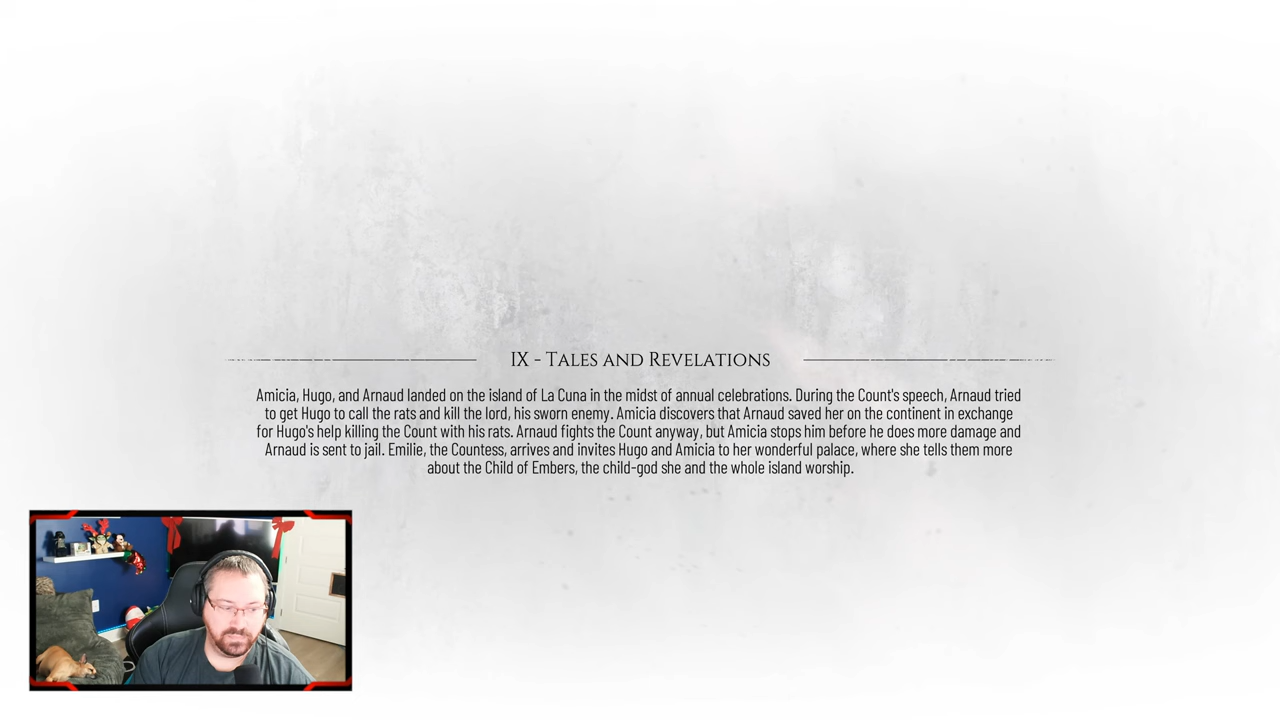 IX - Tales and Revelations
Amicia, Hugo, and Arnaud landed on the island of La Cuna in the midst of annual celebrations. During the Count's speech, Arnaud tried
to get Hugo to call the rats and kill the lord, his sworn enemy. Amicia discovers that Arnaud saved her on the continent in exchange
for Hugo's help killing the Count with his rats. Arnaud fights the Count anyway, but Amicia stops him before he does more damage and
Arnaud is sent to jail. Emilie, the Countess, arrives and invites Hugo and Amicia to her wonderful palace, where she tells them more
about the Child of Embers, the child-god she and the whole island worship.